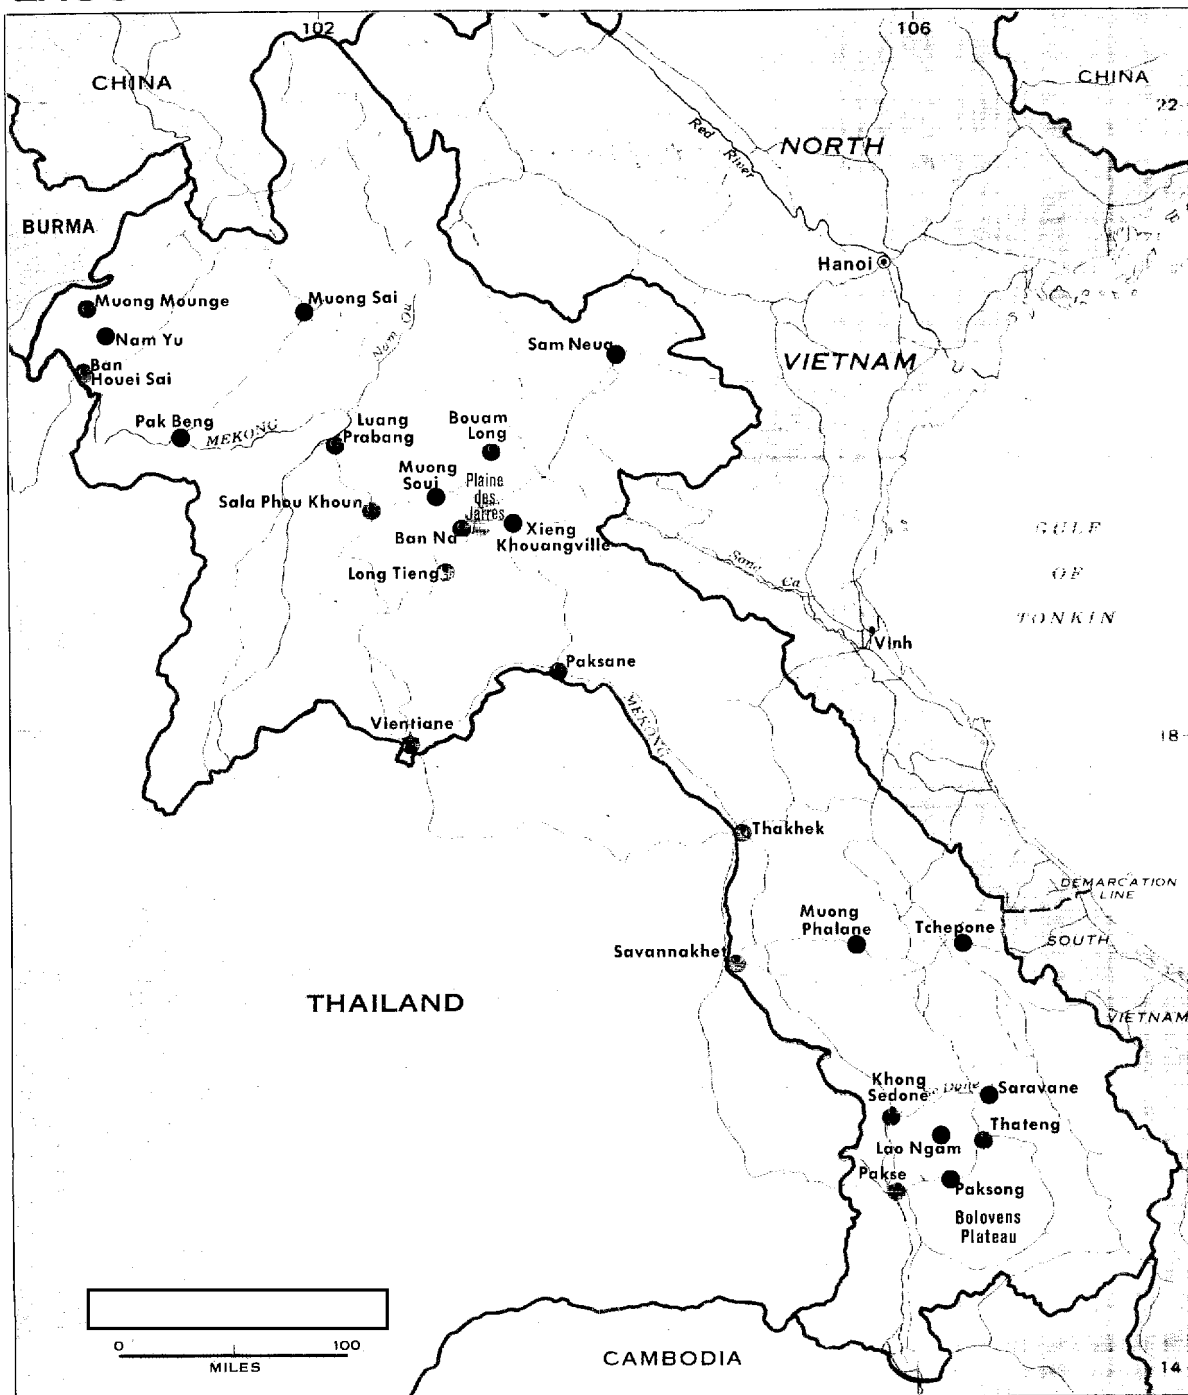 102
106
CHINA
CHINA
22
NORTH
Red
River
BURMA
Hanoi
Muong Mounge
Muong Sai
Nam Yu
Nam Ou
Sam Neua
VIETNAM
Ban
Houei Sai
Pak Beng
MEKONG
Luang
Prabang
Bouam
Long
Muong
Soui
Plaine
des
Jarres
Sala Phou Khoun
Ban Na
Xieng
Khouangville
GULF
OF
TONKIN
Long Tieng
Song
Ca
Vinh
Paksane
MEKONG
Vientiane
18
Thakhek
DEMARCATION
LINE
Muong
Phalane
Tchepone
SOUTH
Savannakhet
THAILAND
VIETNAM
Khong
Sedone
Done
Saravane
Thateng
Lao Ngam
Pakse
Paksong
Bolovens
Plateau
0
100
MILES
CAMBODIA
14